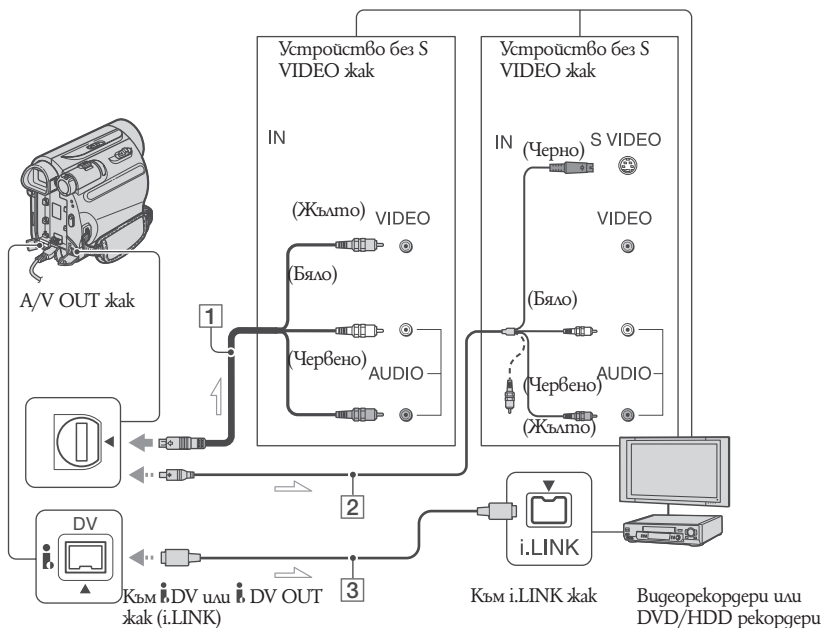 Устройство без S
VIDEO жак
Устройство без S
VIDEO жак
IN
IN
(Черно)
S VIDEO
(Жълто)
VIDEO
VIDEO
(Бяло)
A/V OUT жак
1
(Бяло)
(Червено)
AUDIO
(Червено)
AUDIO
(Жълто)
2
DV
i.LINK
3
Към i DV или i DV OUT
жак (i.LINK)
Към i.LINK жак
Видеорекордери или
DVD/HDD рекордери